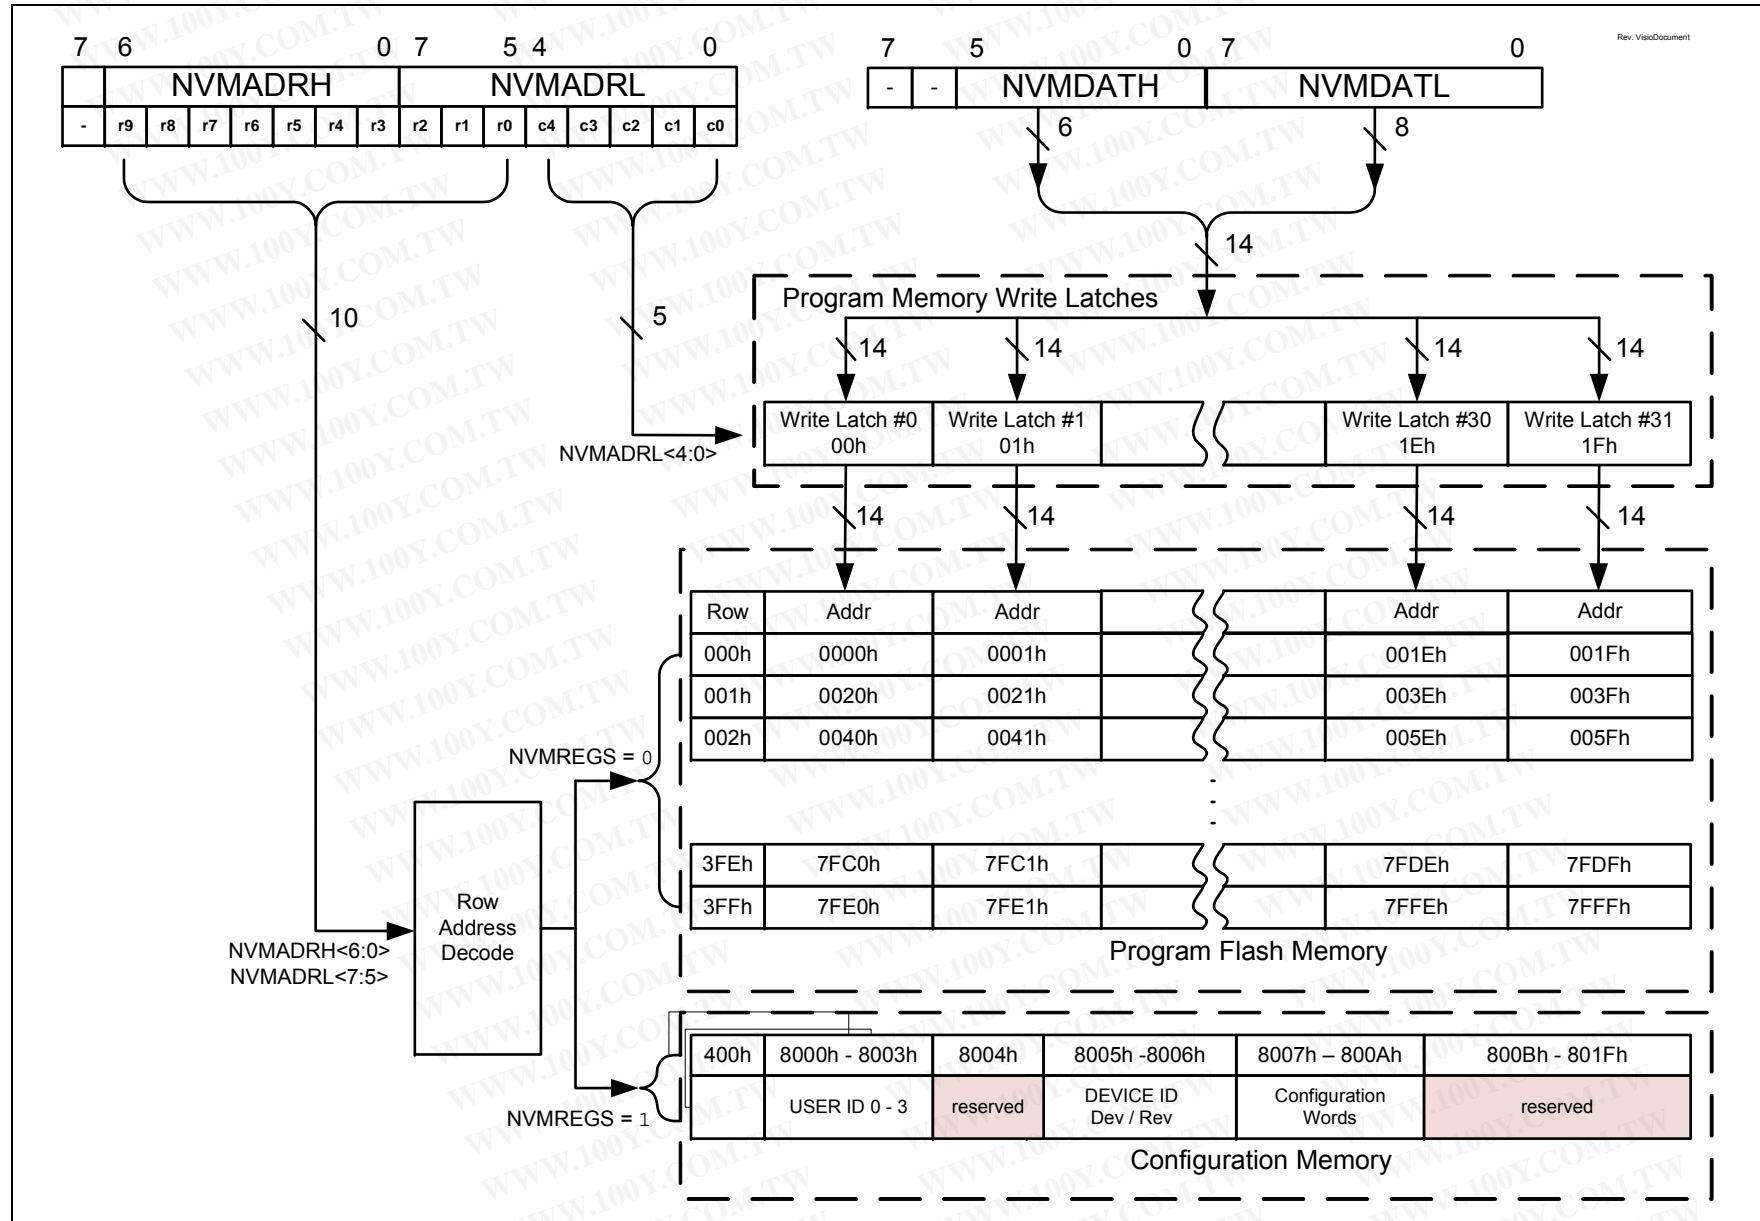 Rev. VisioDocument
7 6 0 7 5 4 0
NVMADRH NVMADRL
- r9 r8 r7 r6 r5 r4 r3 r2 r1 r0 c4 c3 c2 c1 c0
7 5 0 7 0
- - NVMDATH NVMDATL
6 8
14
10
5
Program Memory Write Latches
14 14 14 14
Write Latch #0 Write Latch #1 Write Latch #30 Write Latch #31
00h 01h 1Eh 1Fh
NVMADRL<4:0>
14 14 14 14
Row Addr Addr Addr Addr
000h 0000h 0001h 001Eh 001Fh
001h 0020h 0021h 003Eh 003Fh
002h 0040h 0041h 005Eh 005Fh
NVMREGS = 0
3FEh 7FC0h 7FC1h 7FDEh 7FDFh
3FFh 7FE0h 7FE1h 7FFEh 7FFFh
Program Flash Memory
Row
Address
Decode
NVMADRH<6:0>
NVMADRL<7:5>
400h 8000h - 8003h 8004h 8005h -8006h 8007h – 800Ah 800Bh - 801Fh
USER ID 0 - 3 reserved DEVICE ID Dev / Rev Configuration Words reserved
NVMREGS = 1
Configuration Memory
WWW.100Y.COM.TW